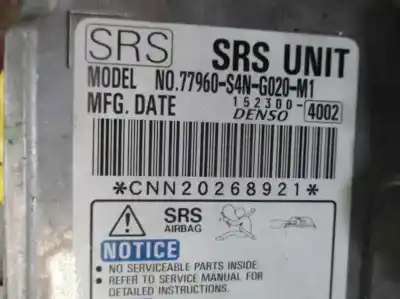 SRS SRS UNIT
MODEL NO.77960-S4N-G020-M1
MFG. DATE 152300-4002
DENSO
*CNN20268921*
SRS
AIRBAG
NOTICE
• NO SERVICEABLE PARTS INSIDE.
• REFER TO SERVICE MANUAL FOR
DETAILED INSTRUCTIONS.